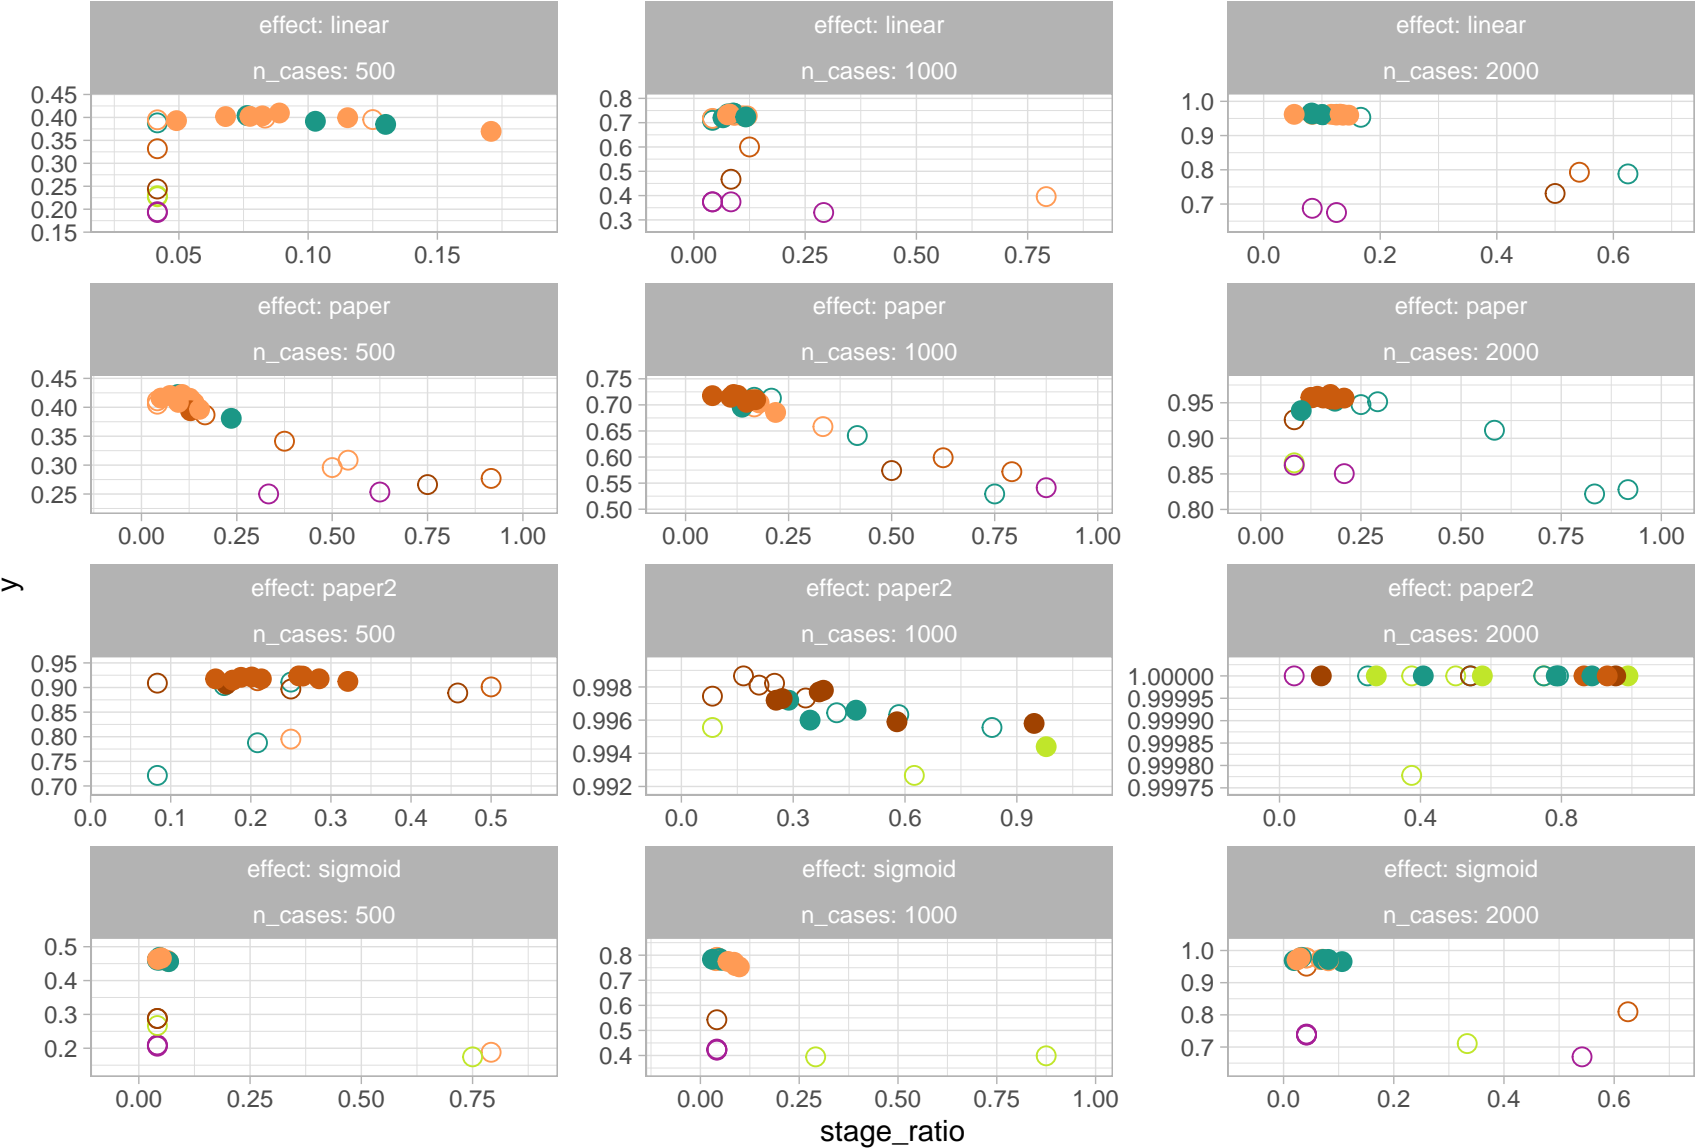 effect: linear effect: linear effect: linear
n_cases: 500 n_cases: 1000 n_cases: 2000
0.45 0.40 0.35 0.30 0.25 0.20 0.15
0.8 0.7 0.6 0.5 0.4 0.3
1.0 0.9 0.8 0.7
0.05 0.10 0.15 0.00 0.25 0.50 0.75 0.0 0.2 0.4 0.6
effect: paper effect: paper effect: paper
n_cases: 500 n_cases: 1000 n_cases: 2000
0.45 0.40 0.35 0.30 0.25
0.75 0.70 0.65 0.60 0.55 0.50
0.95 0.90 0.85 0.80
0.00 0.25 0.50 0.75 1.00 0.00 0.25 0.50 0.75 1.00 0.00 0.25 0.50 0.75 1.00
y
effect: paper2 effect: paper2 effect: paper2
n_cases: 500 n_cases: 1000 n_cases: 2000
0.95 0.90 0.85 0.80 0.75 0.70
0.998 0.996 0.994 0.992
1.00000 0.99995 0.99990 0.99985 0.99980 0.99975
0.0 0.1 0.2 0.3 0.4 0.5 0.0 0.3 0.6 0.9 0.0 0.4 0.8
effect: sigmoid effect: sigmoid effect: sigmoid
n_cases: 500 n_cases: 1000 n_cases: 2000
0.5 0.4 0.3 0.2
0.8 0.7 0.6 0.5 0.4
1.0 0.9 0.8 0.7
0.00 0.25 0.50 0.75 0.00 0.25 0.50 0.75 1.00 0.0 0.2 0.4 0.6
stage_ratio